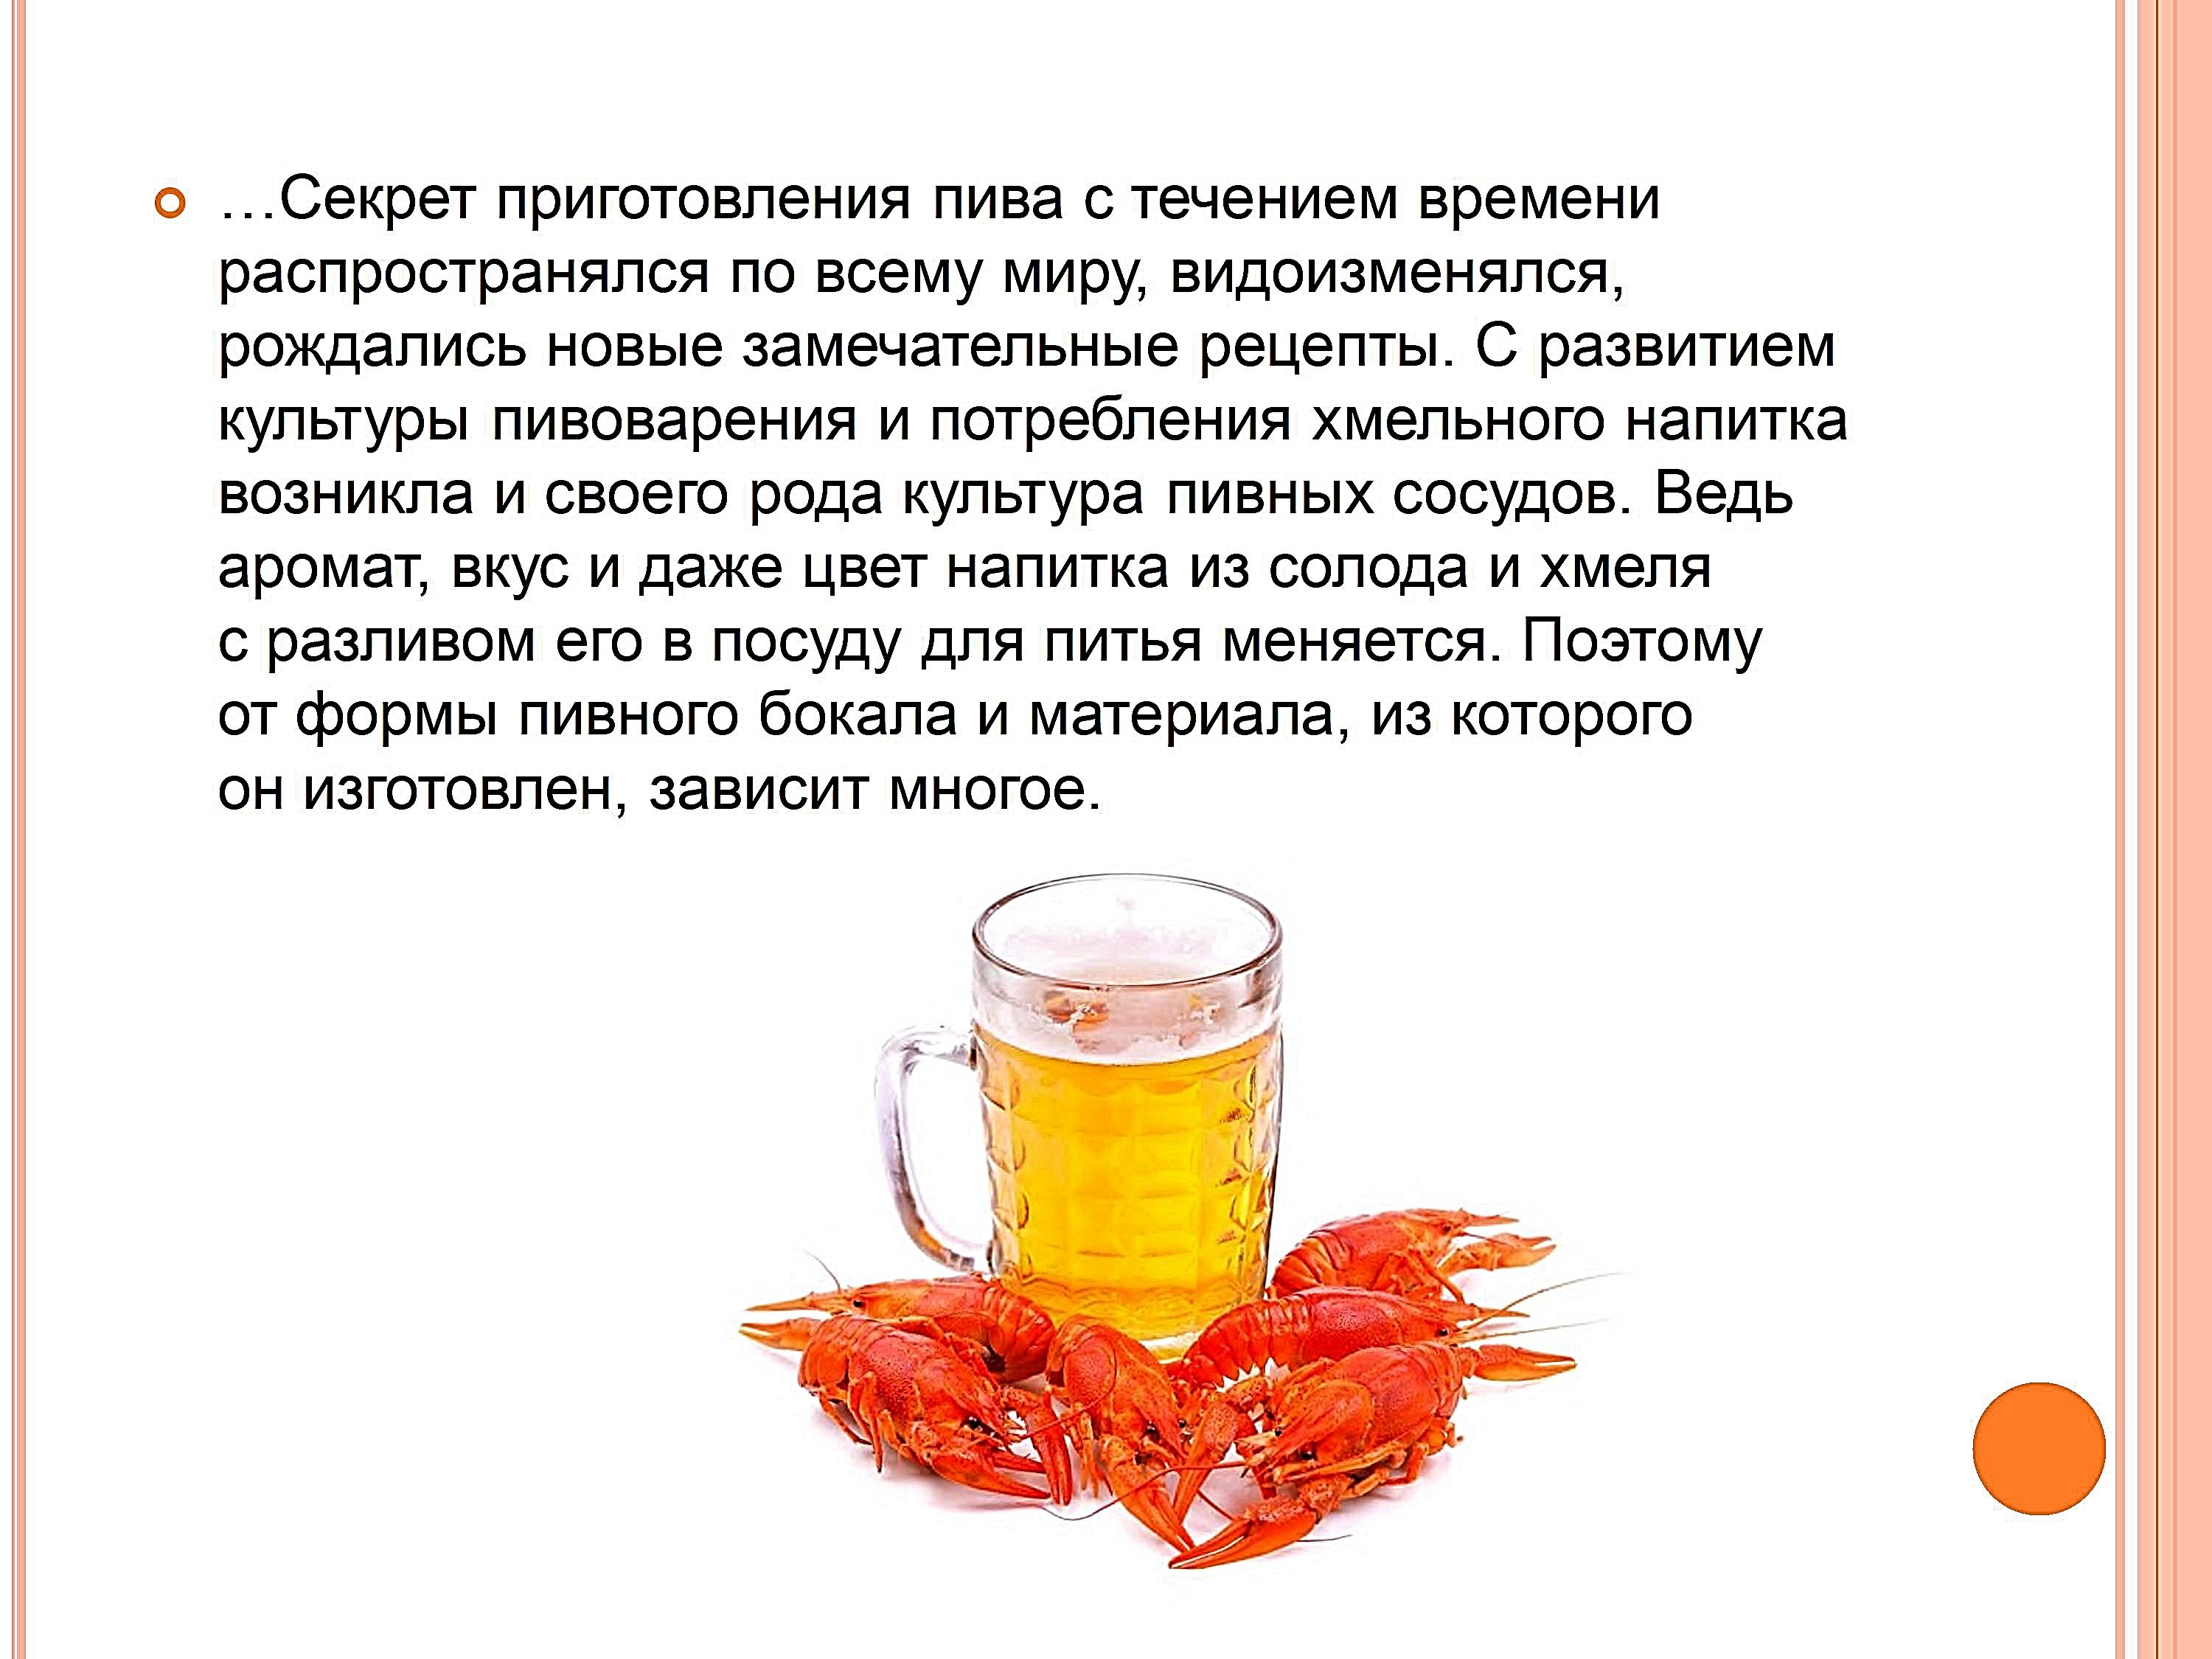 …Секрет приготовления пива с течением времени
распространялся по всему миру, видоизменялся,
рождались новые замечательные рецепты. С развитием
культуры пивоварения и потребления хмельного напитка
возникла и своего рода культура пивных сосудов. Ведь
аромат, вкус и даже цвет напитка из солода и хмеля
с разливом его в посуду для питья меняется. Поэтому
от формы пивного бокала и материала, из которого
он изготовлен, зависит многое.